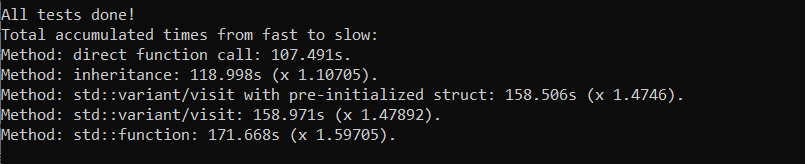 All tests done!
Total accumulated times from fast to slow:
Method: direct function call: 107.491s.
Method: inheritance: 118.998s (x 1.10705).
Method: std::variant/visit with pre-initialized struct: 158.506s (x 1.4746).
Method: std::variant/visit: 158.971s (x 1.47892).
Method: std::function: 171.668s (x 1.59705).